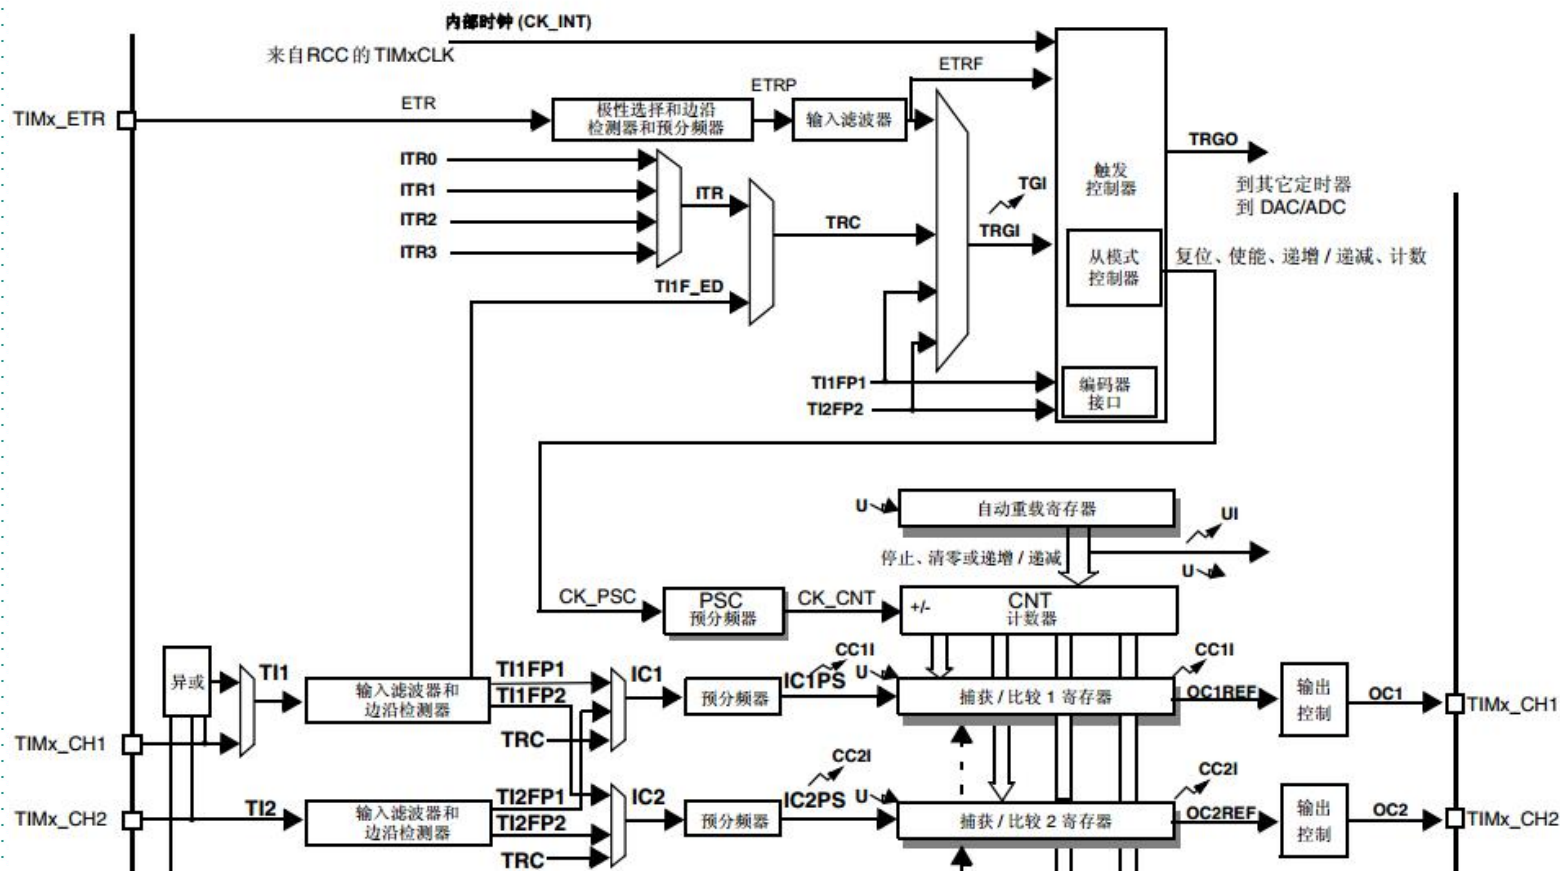 内部时钟 (CK_INT)
来自RCC 的 TIMxCLK
ETRF
ETRP
ETR
TIMx_ETR
极性选择和边沿
检测器和预分频器
输入滤波器
TRGO
ITR0
ITR1
ITR2
ITR3
ITR
TRC
TI1F_ED
TGI
TRGI
触发
控制器
到其它定时器
到 DAC/ADC
从模式
控制器
复位、使能、递增 / 递减、计数
TI1FP1
TI2FP2
编码器
接口
U
自动重载寄存器
UI
停止、清零或递增 / 递减
U
CK_PSC
PSC
预分频器
CK_CNT
+/-
CNT
计数器
异或
TI1
输入滤波器和
边沿检测器
TI1FP1
TI1FP2
TRC
IC1
预分频器
CC1I
IC1PS
U
捕获 / 比较 1 寄存器
CC1I
OC1REF
输出
控制
OC1
TIMx_CH1
TIMx_CH1
TIMx_CH2
TI2
输入滤波器和
边沿检测器
TI2FP1
TI2FP2
TRC
IC2
预分频器
CC2I
IC2PS
U
捕获 / 比较 2 寄存器
CC2I
OC2REF
输出
控制
OC2
TIMx_CH2